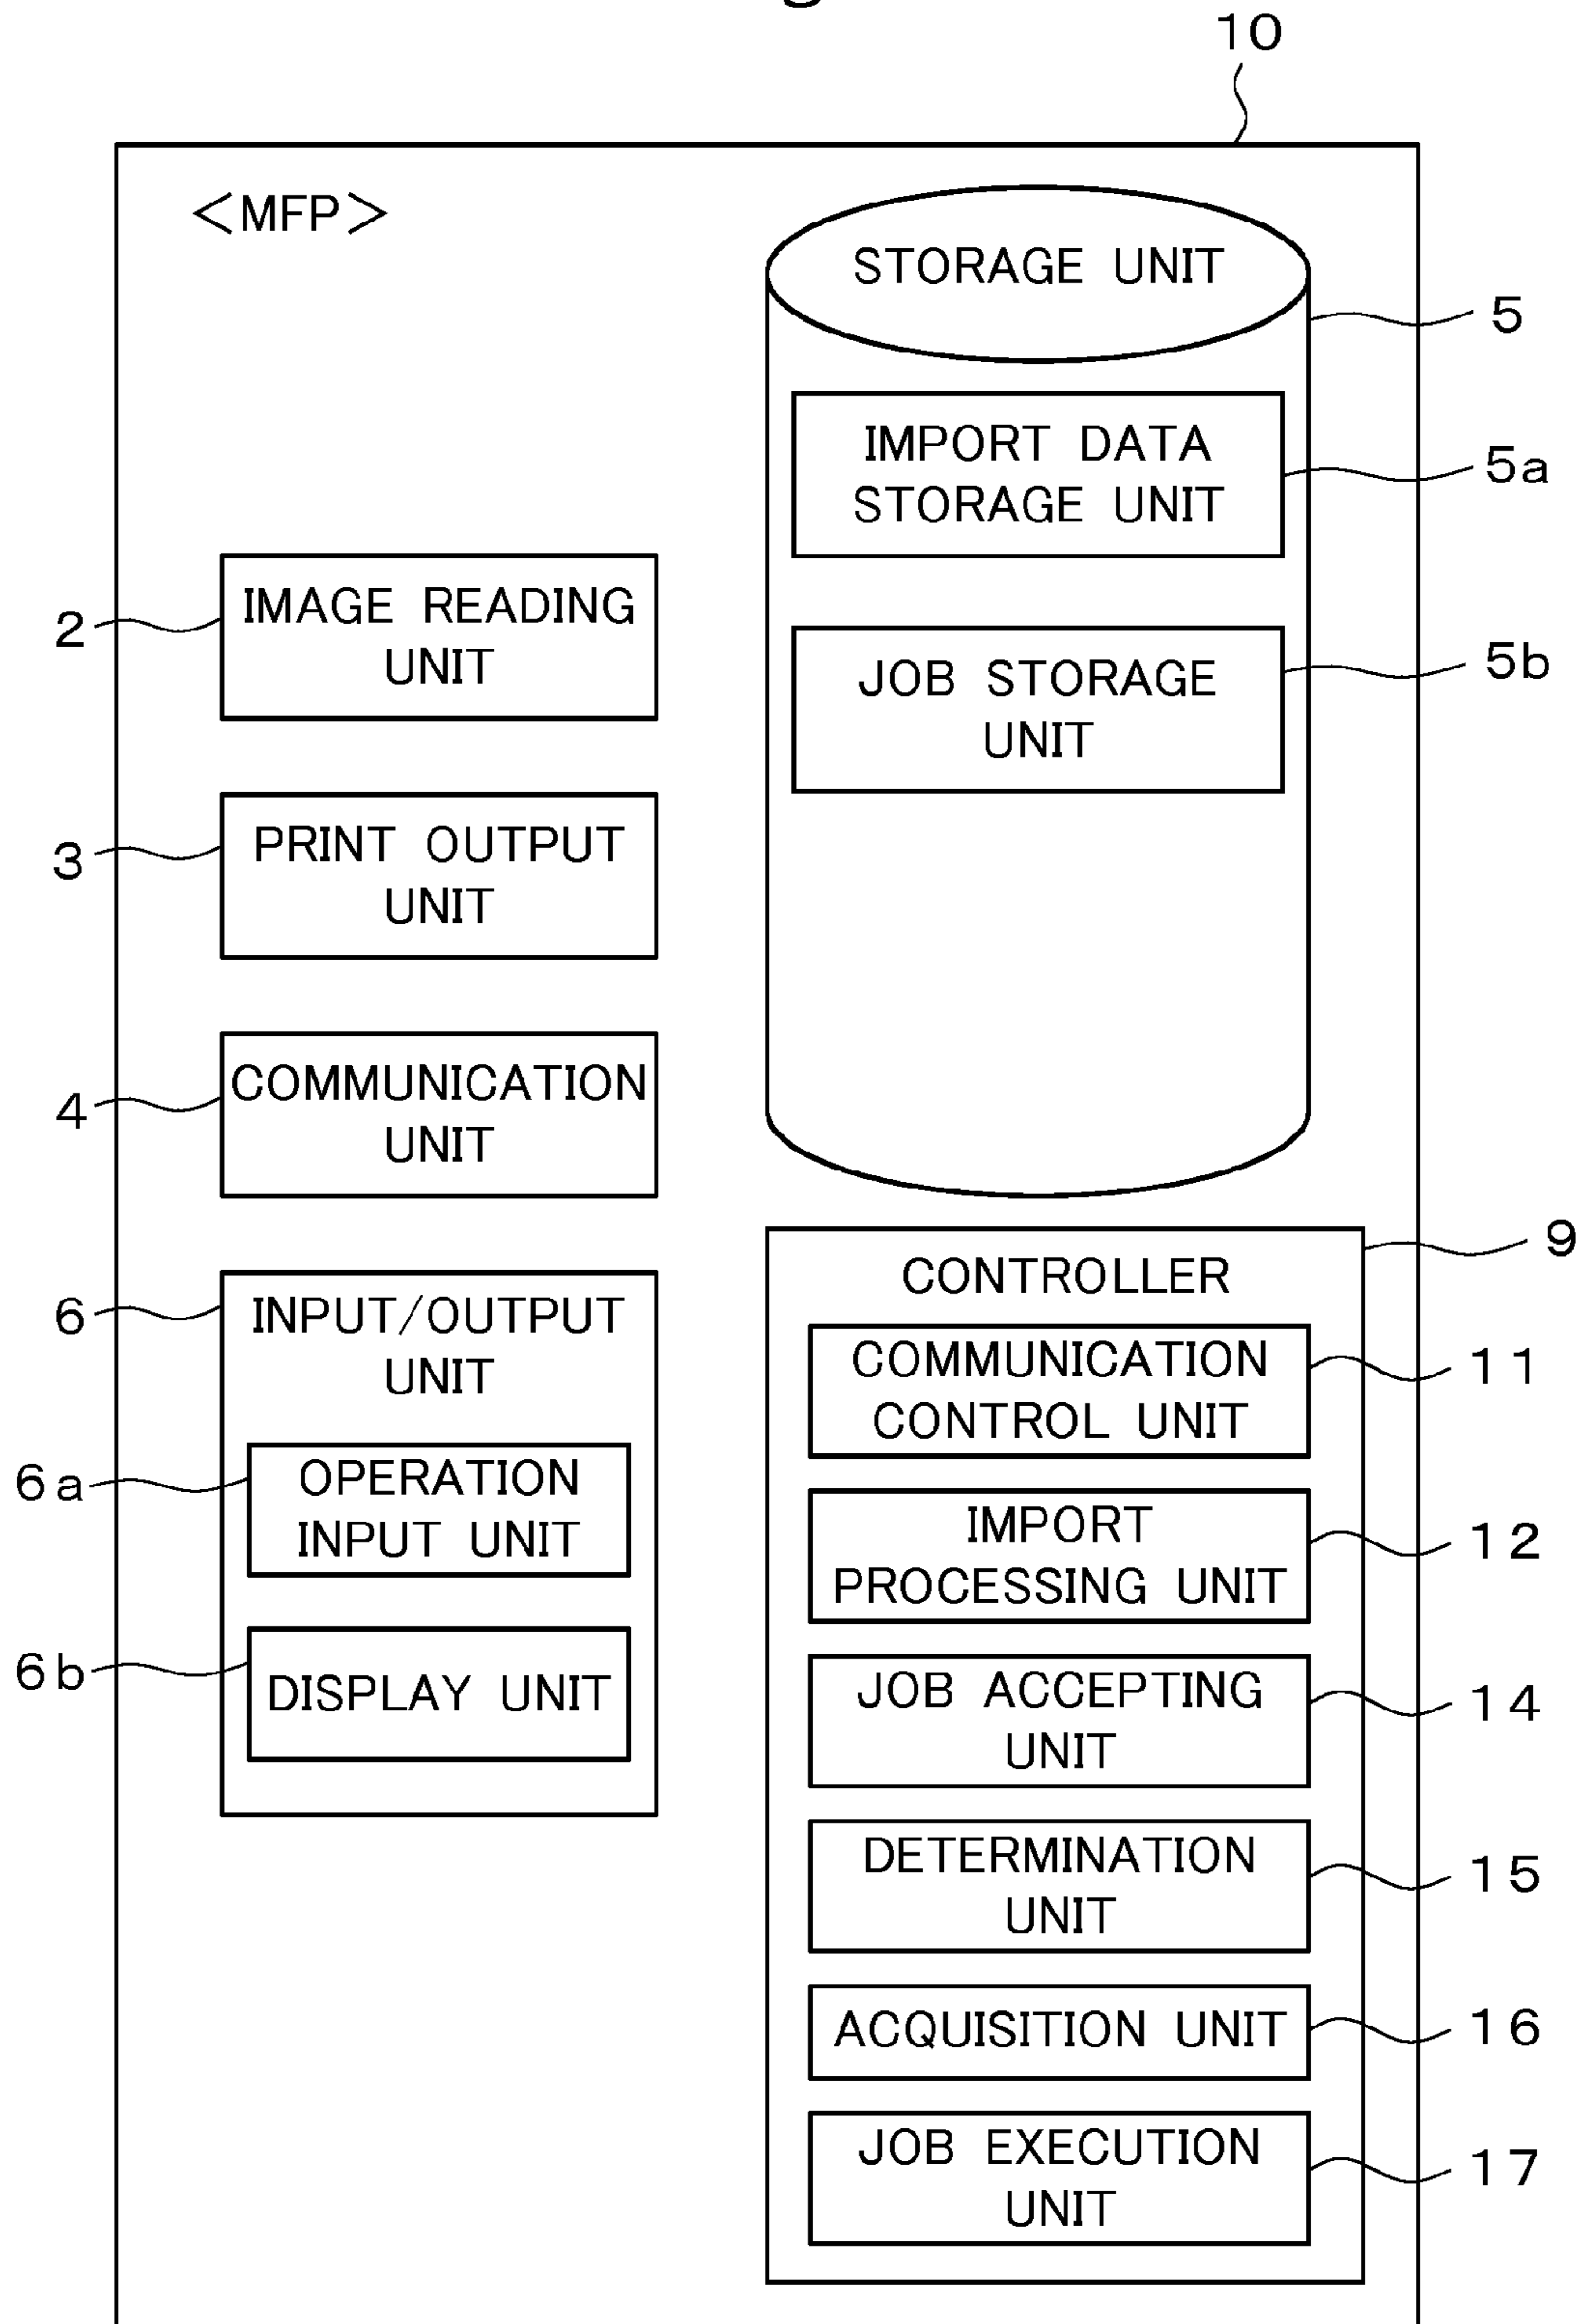 10
<MFP>
STORAGE UNIT
5
IMPORT DATA
STORAGE UNIT
5a
JOB STORAGE
UNIT
5b
2
IMAGE READING
UNIT
3
PRINT OUTPUT
UNIT
4
COMMUNICATION
UNIT
6
INPUT/OUTPUT
UNIT
6a
OPERATION
INPUT UNIT
6b
DISPLAY UNIT
9
CONTROLLER
COMMUNICATION
CONTROL UNIT
11
IMPORT
PROCESSING UNIT
12
JOB ACCEPTING
UNIT
14
DETERMINATION
UNIT
15
ACQUISITION UNIT
16
JOB EXECUTION
UNIT
17